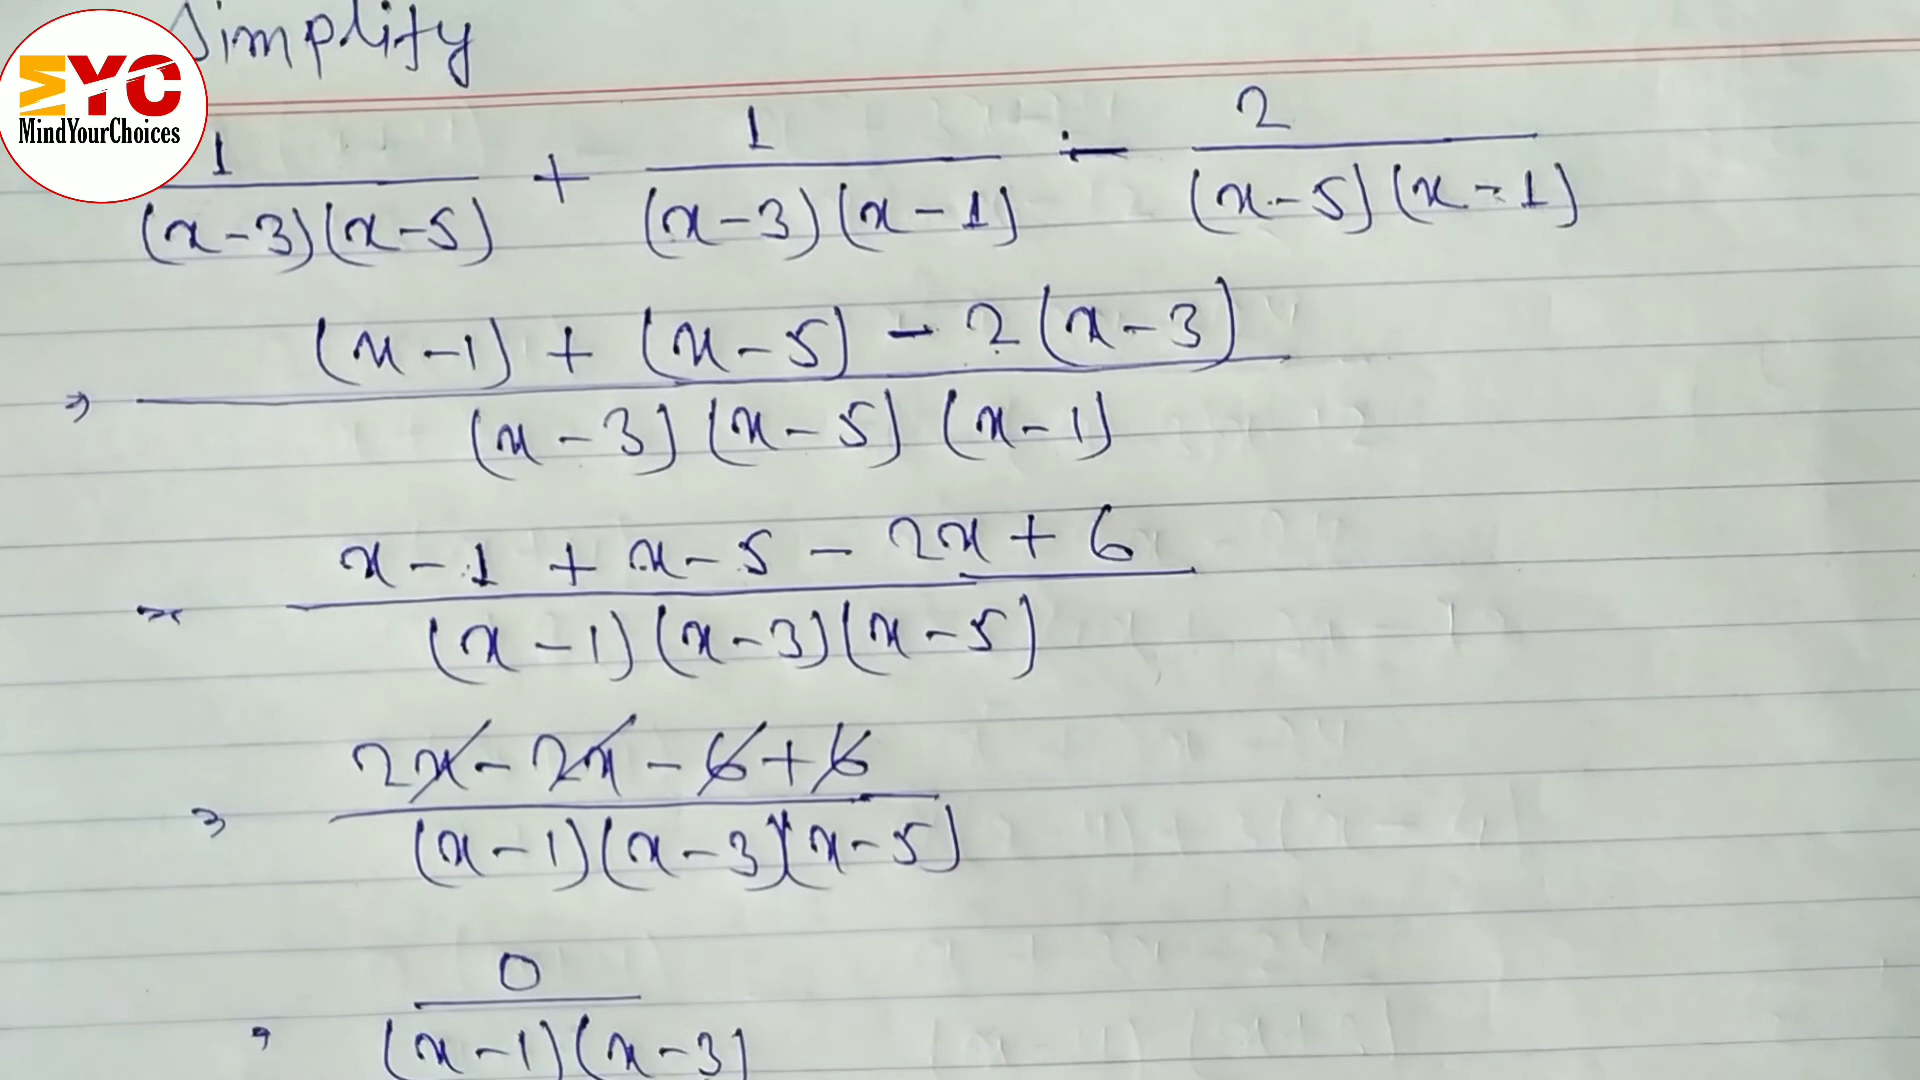 Simplify
MYC
MindYourChoices
1/(x-3)(x-5) + 1/(x-3)(x-1) - 2/(x-5)(x-1)
⇒ (x-1) + (x-5) - 2(x-3)
(x-3)(x-5)(x-1)
x-1 + x-5 - 2x + 6
(x-1)(x-3)(x-5)
⇒ 2x - 2x - 6 + 6
(x-1)(x-3)(x-5)
0
(x-1)(x-3)